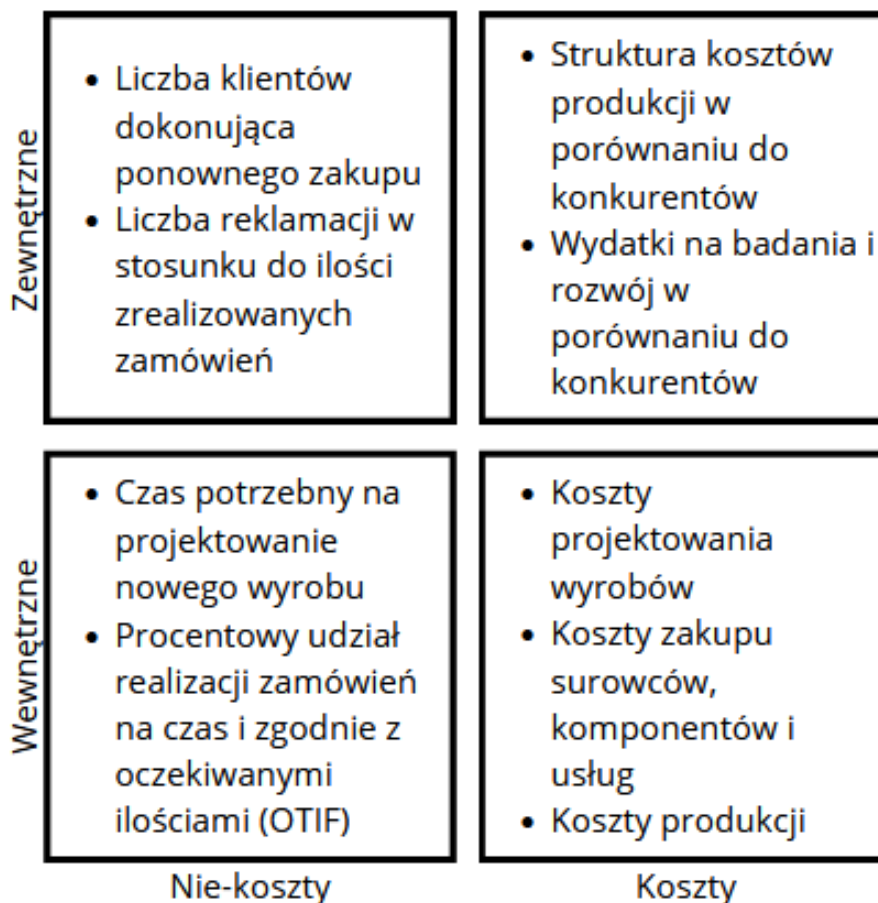 Zewnętrzne
• Liczba klientów
dokonująca
ponownego zakupu
• Liczba reklamacji w
stosunku do ilości
zrealizowanych
zamówień
• Struktura kosztów
produkcji w
porównaniu do
konkurentów
• Wydatki na badania i
rozwój w
porównaniu do
konkurentów
Wewnętrzne
• Czas potrzebny na
projektowanie
nowego wyrobu
• Procentowy udział
realizacji zamówień
na czas i zgodnie z
oczekiwanymi
ilościami (OTIF)
• Koszty
projektowania
wyrobów
• Koszty zakupu
surowców,
komponentów i
usług
• Koszty produkcji
Nie-koszty
Koszty